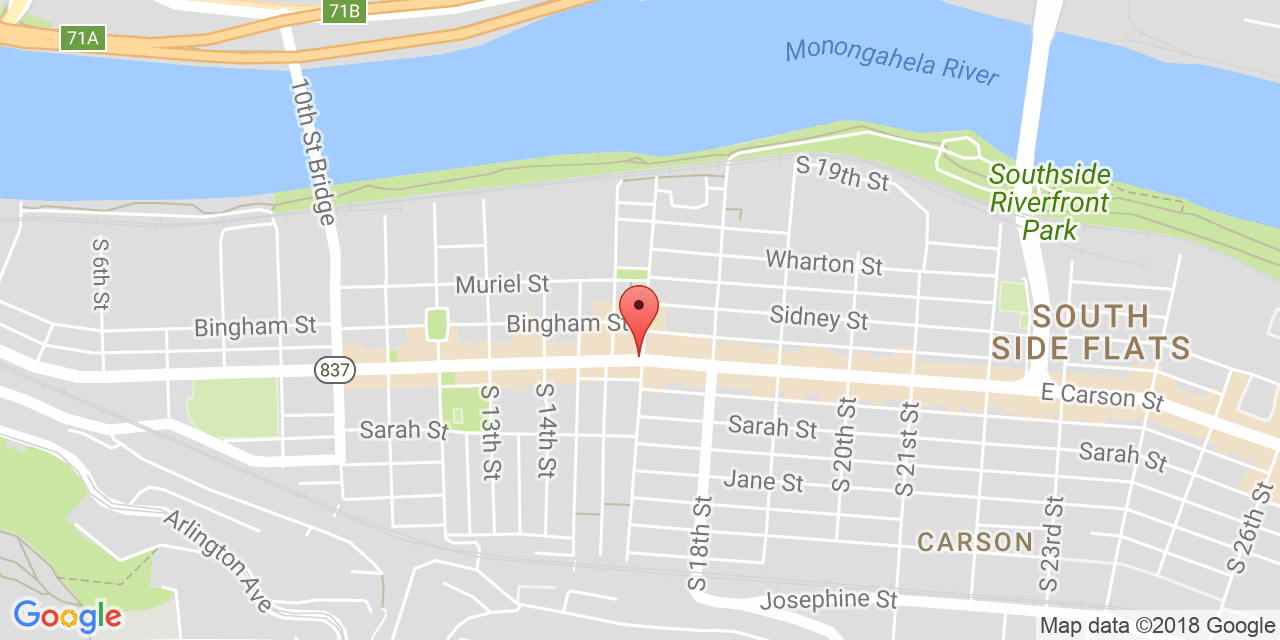 71B
71A
Monongahela River
10th St Bridge
S 19th St
Southside
Riverfront
Park
S 6th St
Wharton St
Muriel St
Bingham St
Bingham St
Sidney St
SOUTH
SIDE FLATS
837
E Carson St
S 13th St
S 14th St
Sarah St
Sarah St
S 20th St
S 21st St
Sarah St
Jane St
S 18th St
CARSON
S 23rd St
S 26th St
Arlington Ave
Josephine St
Google
Map data ©2018 Google